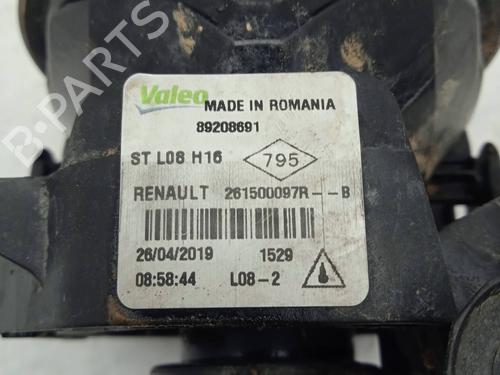 Valeo MADE IN ROMANIA
89208691
ST L08 H16 795
RENAULT 261500097R--B
26/04/2019 1529
08:58:44 L08-2
B-PARTS